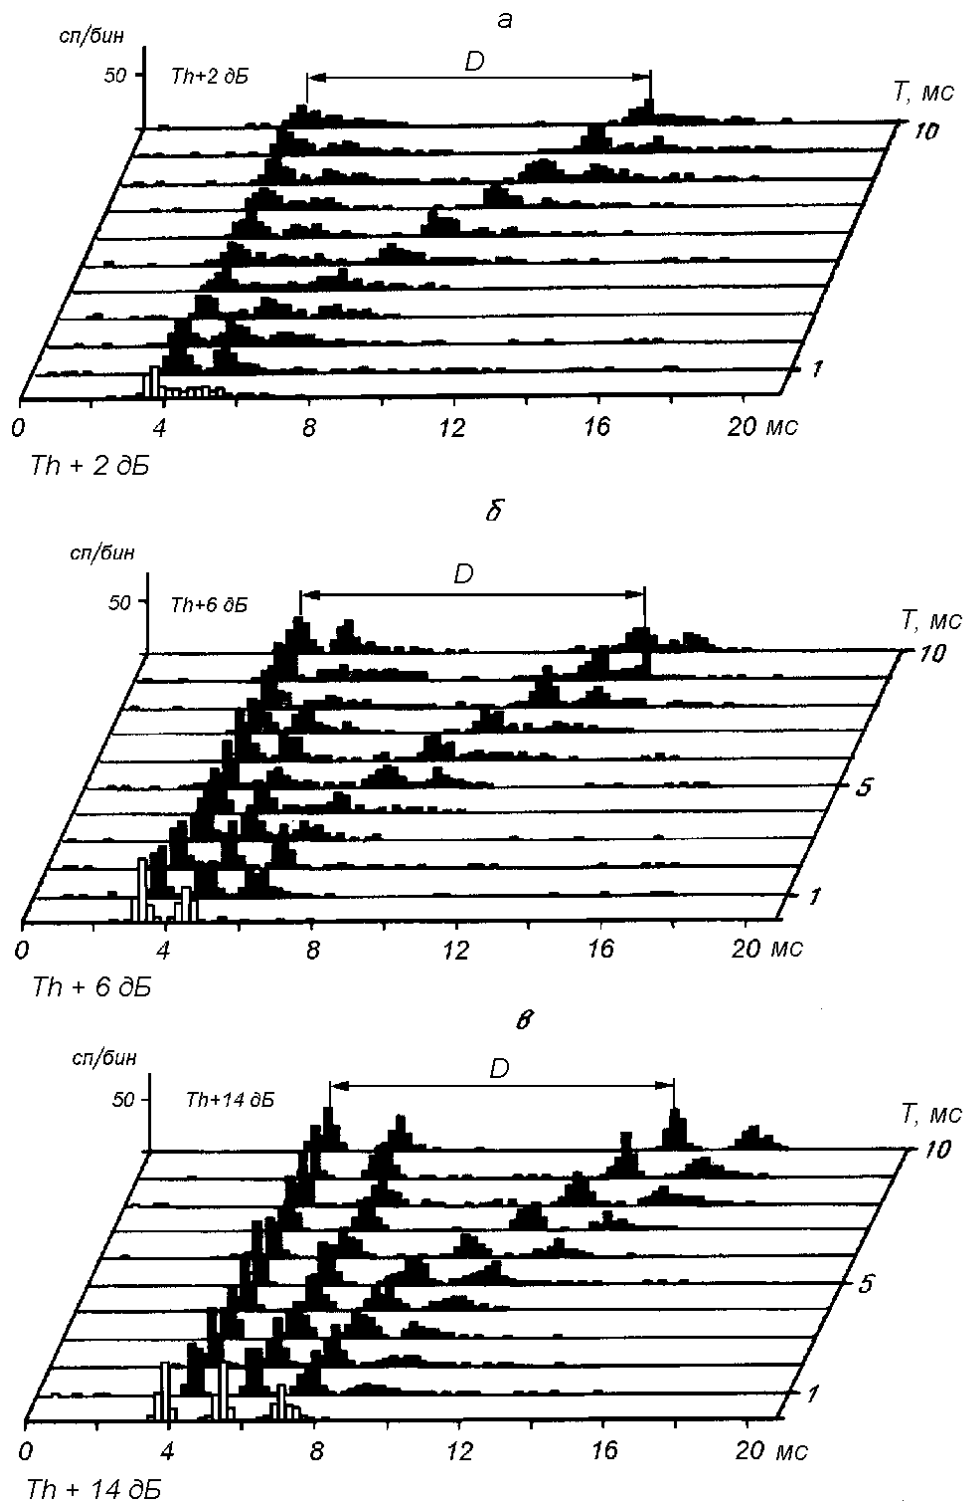 а
сп/бин
50
Th+2 дБ
D
T, мс
10
1
0 4 8 12 16 20 мс
Th + 2 дБ
б
сп/бин
50
Th+6 дБ
D
T, мс
10
5
1
0 4 8 12 16 20 мс
Th + 6 дБ
в
сп/бин
50
Th+14 дБ
D
T, мс
10
5
1
0 4 8 12 16 20 мс
Th + 14 дБ